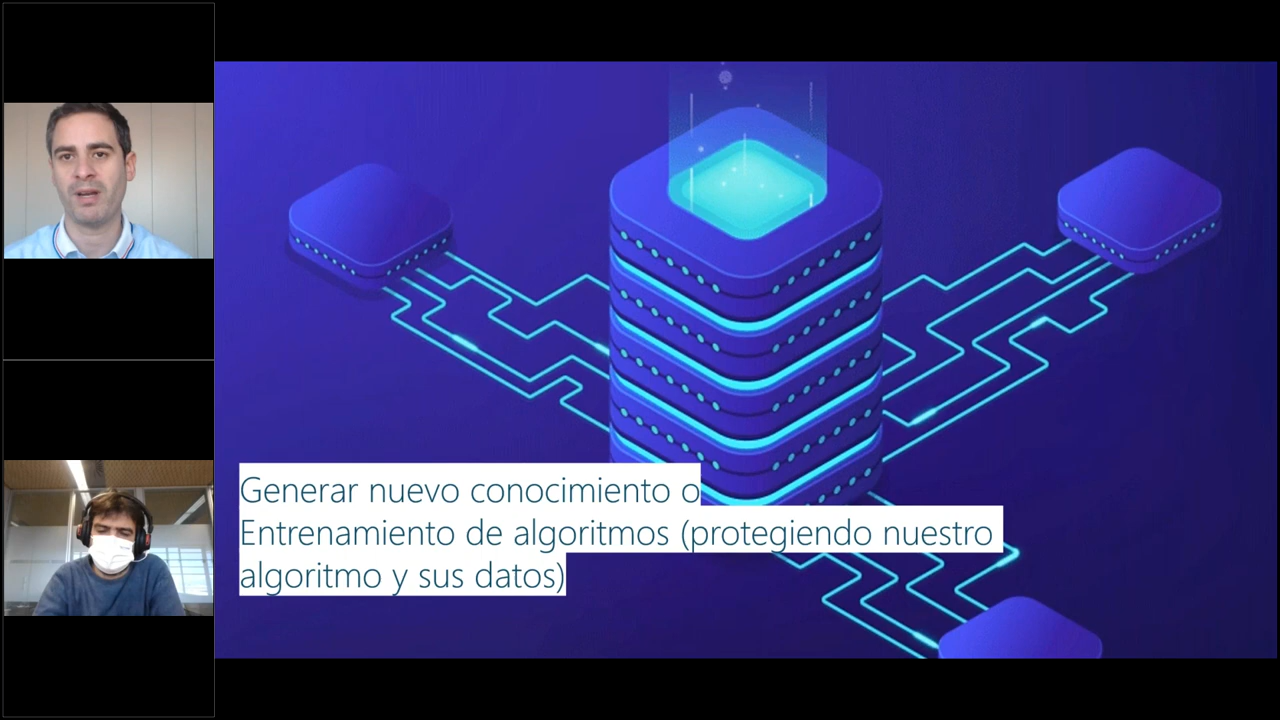 Generar nuevo conocimiento o
Entrenamiento de algoritmos (protegiendo nuestro
algoritmo y sus datos)